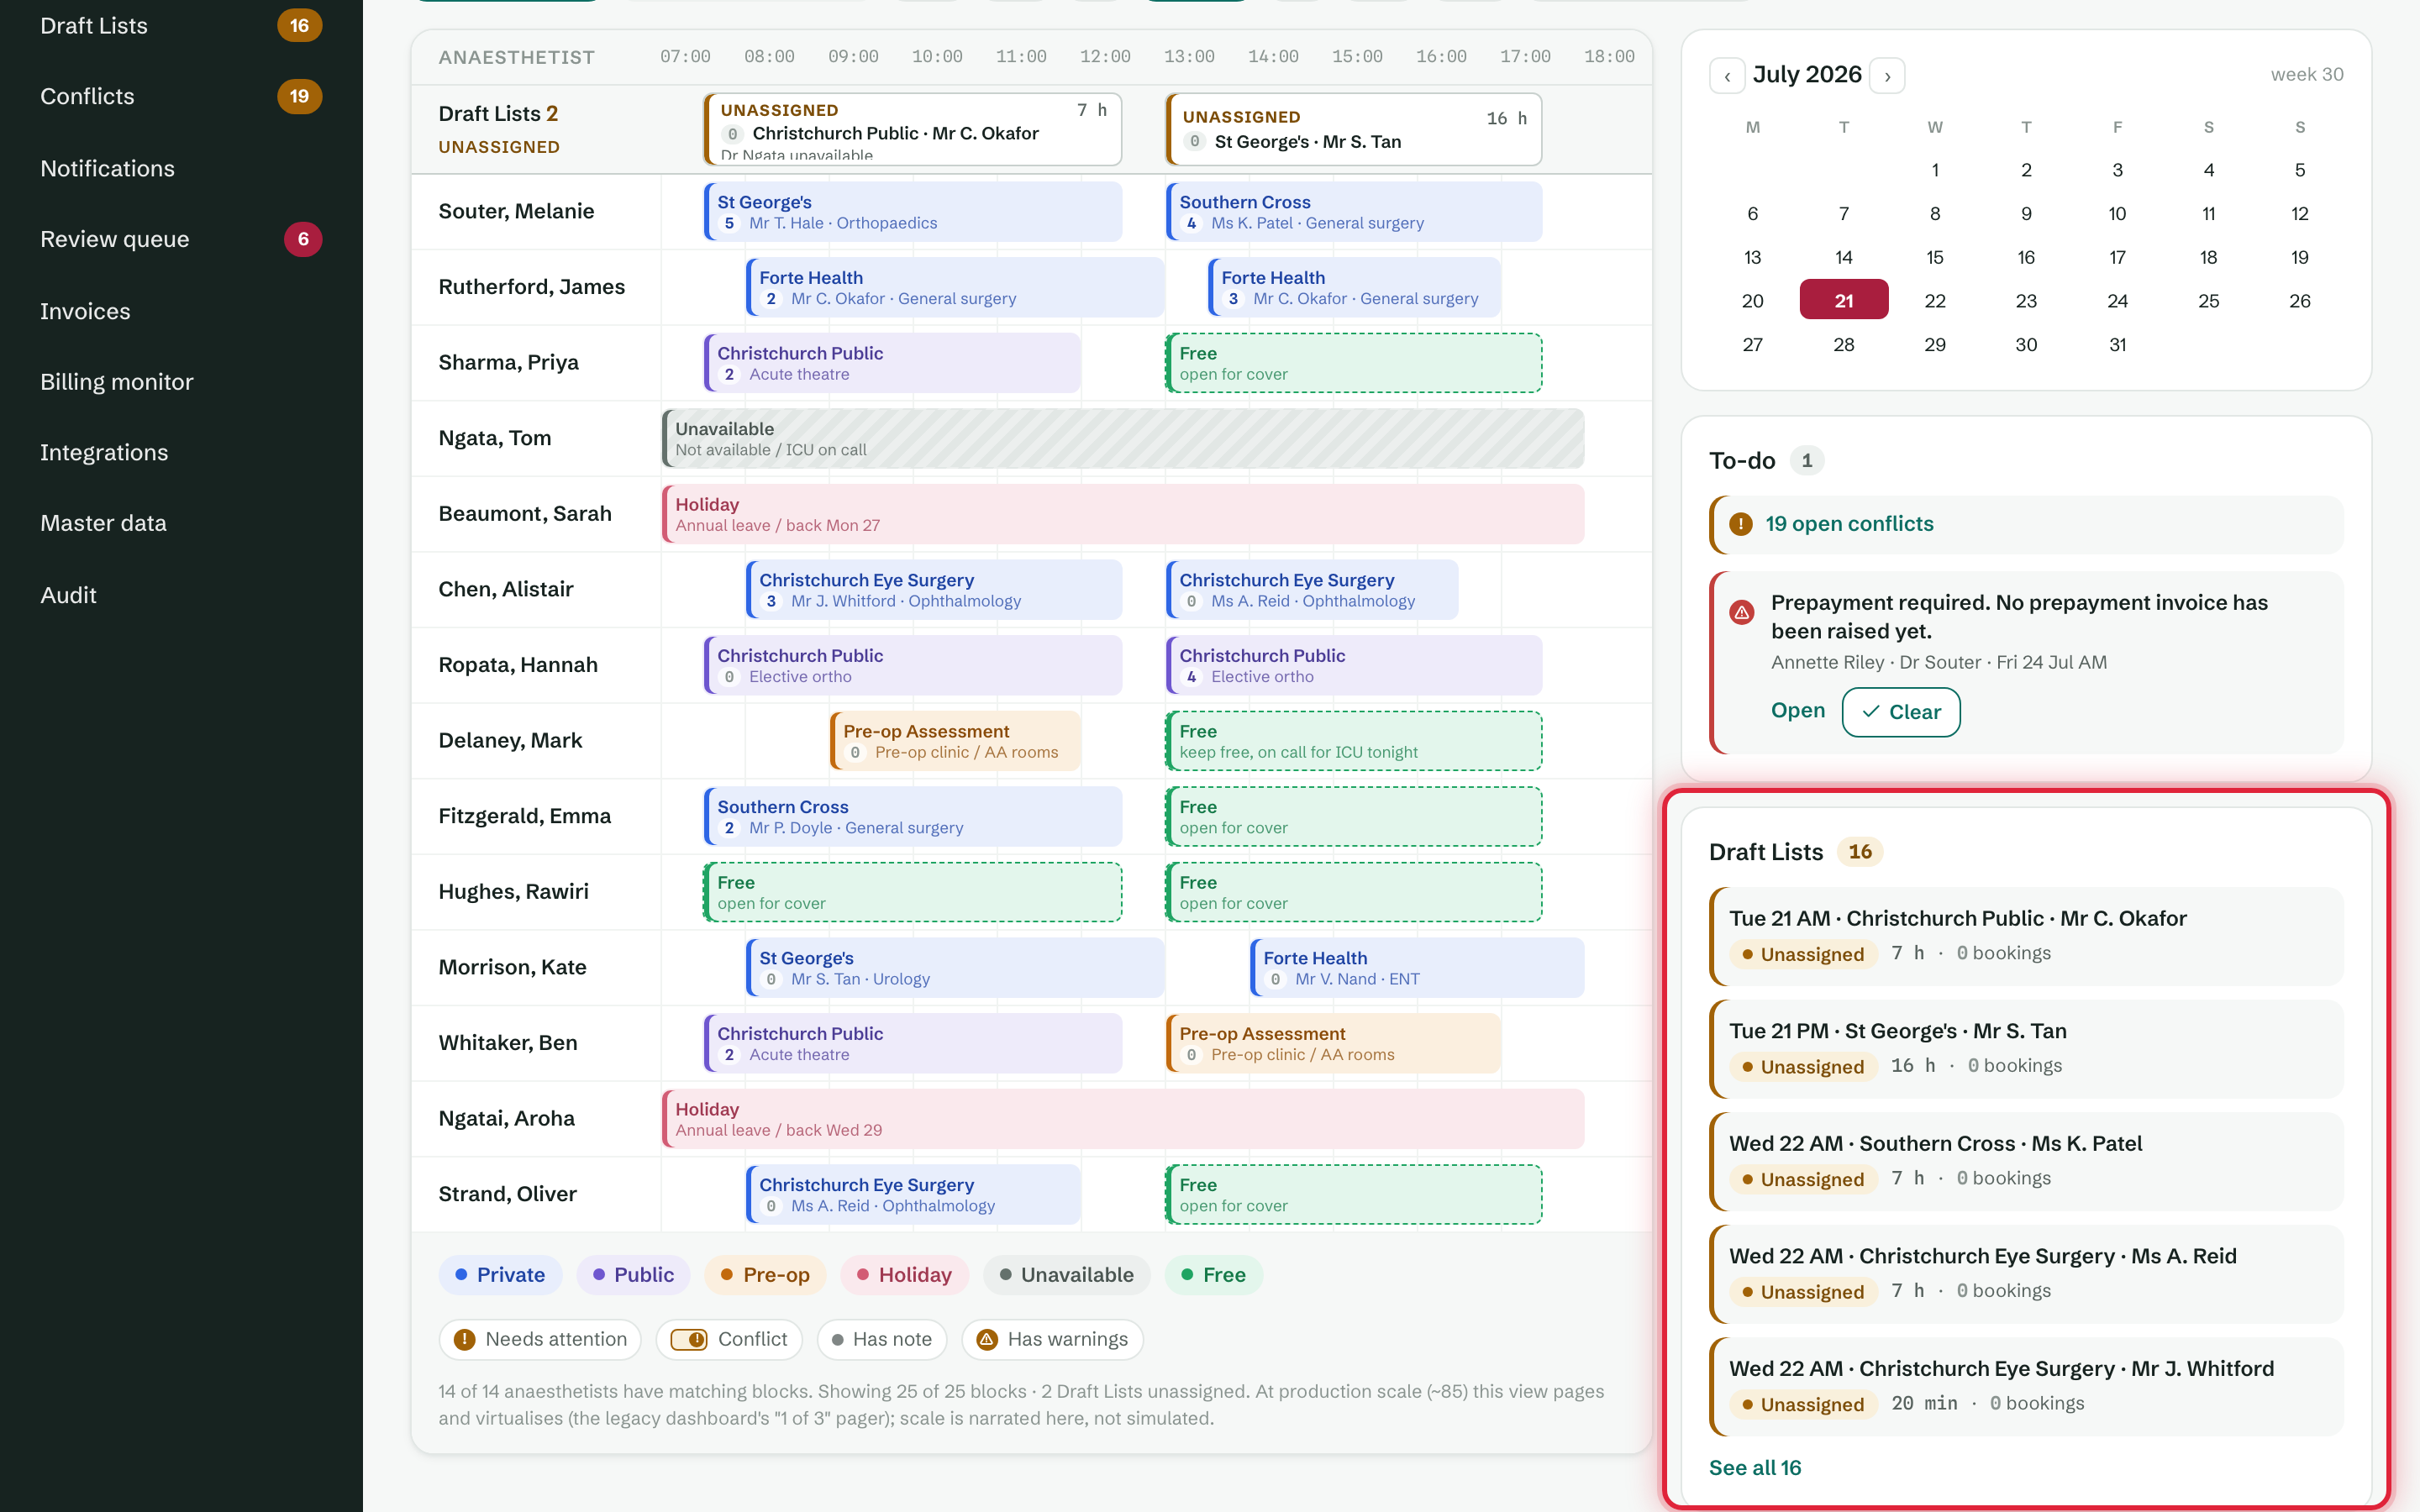 Draft Lists 16
Conflicts 19
Notifications
Review queue 6
Invoices
Billing monitor
Integrations
Master data
Audit
ANAESTHETIST 07:00 08:00 09:00 10:00 11:00 12:00 13:00 14:00 15:00 16:00 17:00 18:00
Draft Lists 2
UNASSIGNED
UNASSIGNED 7 h
0 Christchurch Public · Mr C. Okafor
Dr Ngata unavailable
UNASSIGNED 16 h
0 St George's · Mr S. Tan
Souter, Melanie
St George's
5 Mr T. Hale · Orthopaedics
Southern Cross
4 Ms K. Patel · General surgery
Rutherford, James
Forte Health
2 Mr C. Okafor · General surgery
Forte Health
3 Mr C. Okafor · General surgery
Sharma, Priya
Christchurch Public
2 Acute theatre
Free
open for cover
Ngata, Tom
Unavailable
Not available / ICU on call
Beaumont, Sarah
Holiday
Annual leave / back Mon 27
Chen, Alistair
Christchurch Eye Surgery
3 Mr J. Whitford · Ophthalmology
Christchurch Eye Surgery
0 Ms A. Reid · Ophthalmology
Ropata, Hannah
Christchurch Public
0 Elective ortho
Christchurch Public
4 Elective ortho
Delaney, Mark
Pre-op Assessment
0 Pre-op clinic / AA rooms
Free
keep free, on call for ICU tonight
Fitzgerald, Emma
Southern Cross
2 Mr P. Doyle · General surgery
Free
open for cover
Hughes, Rawiri
Free
open for cover
Free
open for cover
Morrison, Kate
St George's
0 Mr S. Tan · Urology
Forte Health
0 Mr V. Nand · ENT
Whitaker, Ben
Christchurch Public
2 Acute theatre
Pre-op Assessment
0 Pre-op clinic / AA rooms
Ngatai, Aroha
Holiday
Annual leave / back Wed 29
Strand, Oliver
Christchurch Eye Surgery
0 Ms A. Reid · Ophthalmology
Free
open for cover
Private Public Pre-op Holiday Unavailable Free
Needs attention Conflict Has note Has warnings
14 of 14 anaesthetists have matching blocks. Showing 25 of 25 blocks · 2 Draft Lists unassigned. At production scale (~85) this view pages
and virtualises (the legacy dashboard's "1 of 3" pager); scale is narrated here, not simulated.
‹ July 2026 › week 30
M T W T F S S
1 2 3 4 5
6 7 8 9 10 11 12
13 14 15 16 17 18 19
20 21 22 23 24 25 26
27 28 29 30 31
To-do 1
19 open conflicts
Prepayment required. No prepayment invoice has
been raised yet.
Annette Riley · Dr Souter · Fri 24 Jul AM
Open Clear
Draft Lists 16
Tue 21 AM · Christchurch Public · Mr C. Okafor
Unassigned 7 h · 0 bookings
Tue 21 PM · St George's · Mr S. Tan
Unassigned 16 h · 0 bookings
Wed 22 AM · Southern Cross · Ms K. Patel
Unassigned 7 h · 0 bookings
Wed 22 AM · Christchurch Eye Surgery · Ms A. Reid
Unassigned 7 h · 0 bookings
Wed 22 AM · Christchurch Eye Surgery · Mr J. Whitford
Unassigned 20 min · 0 bookings
See all 16